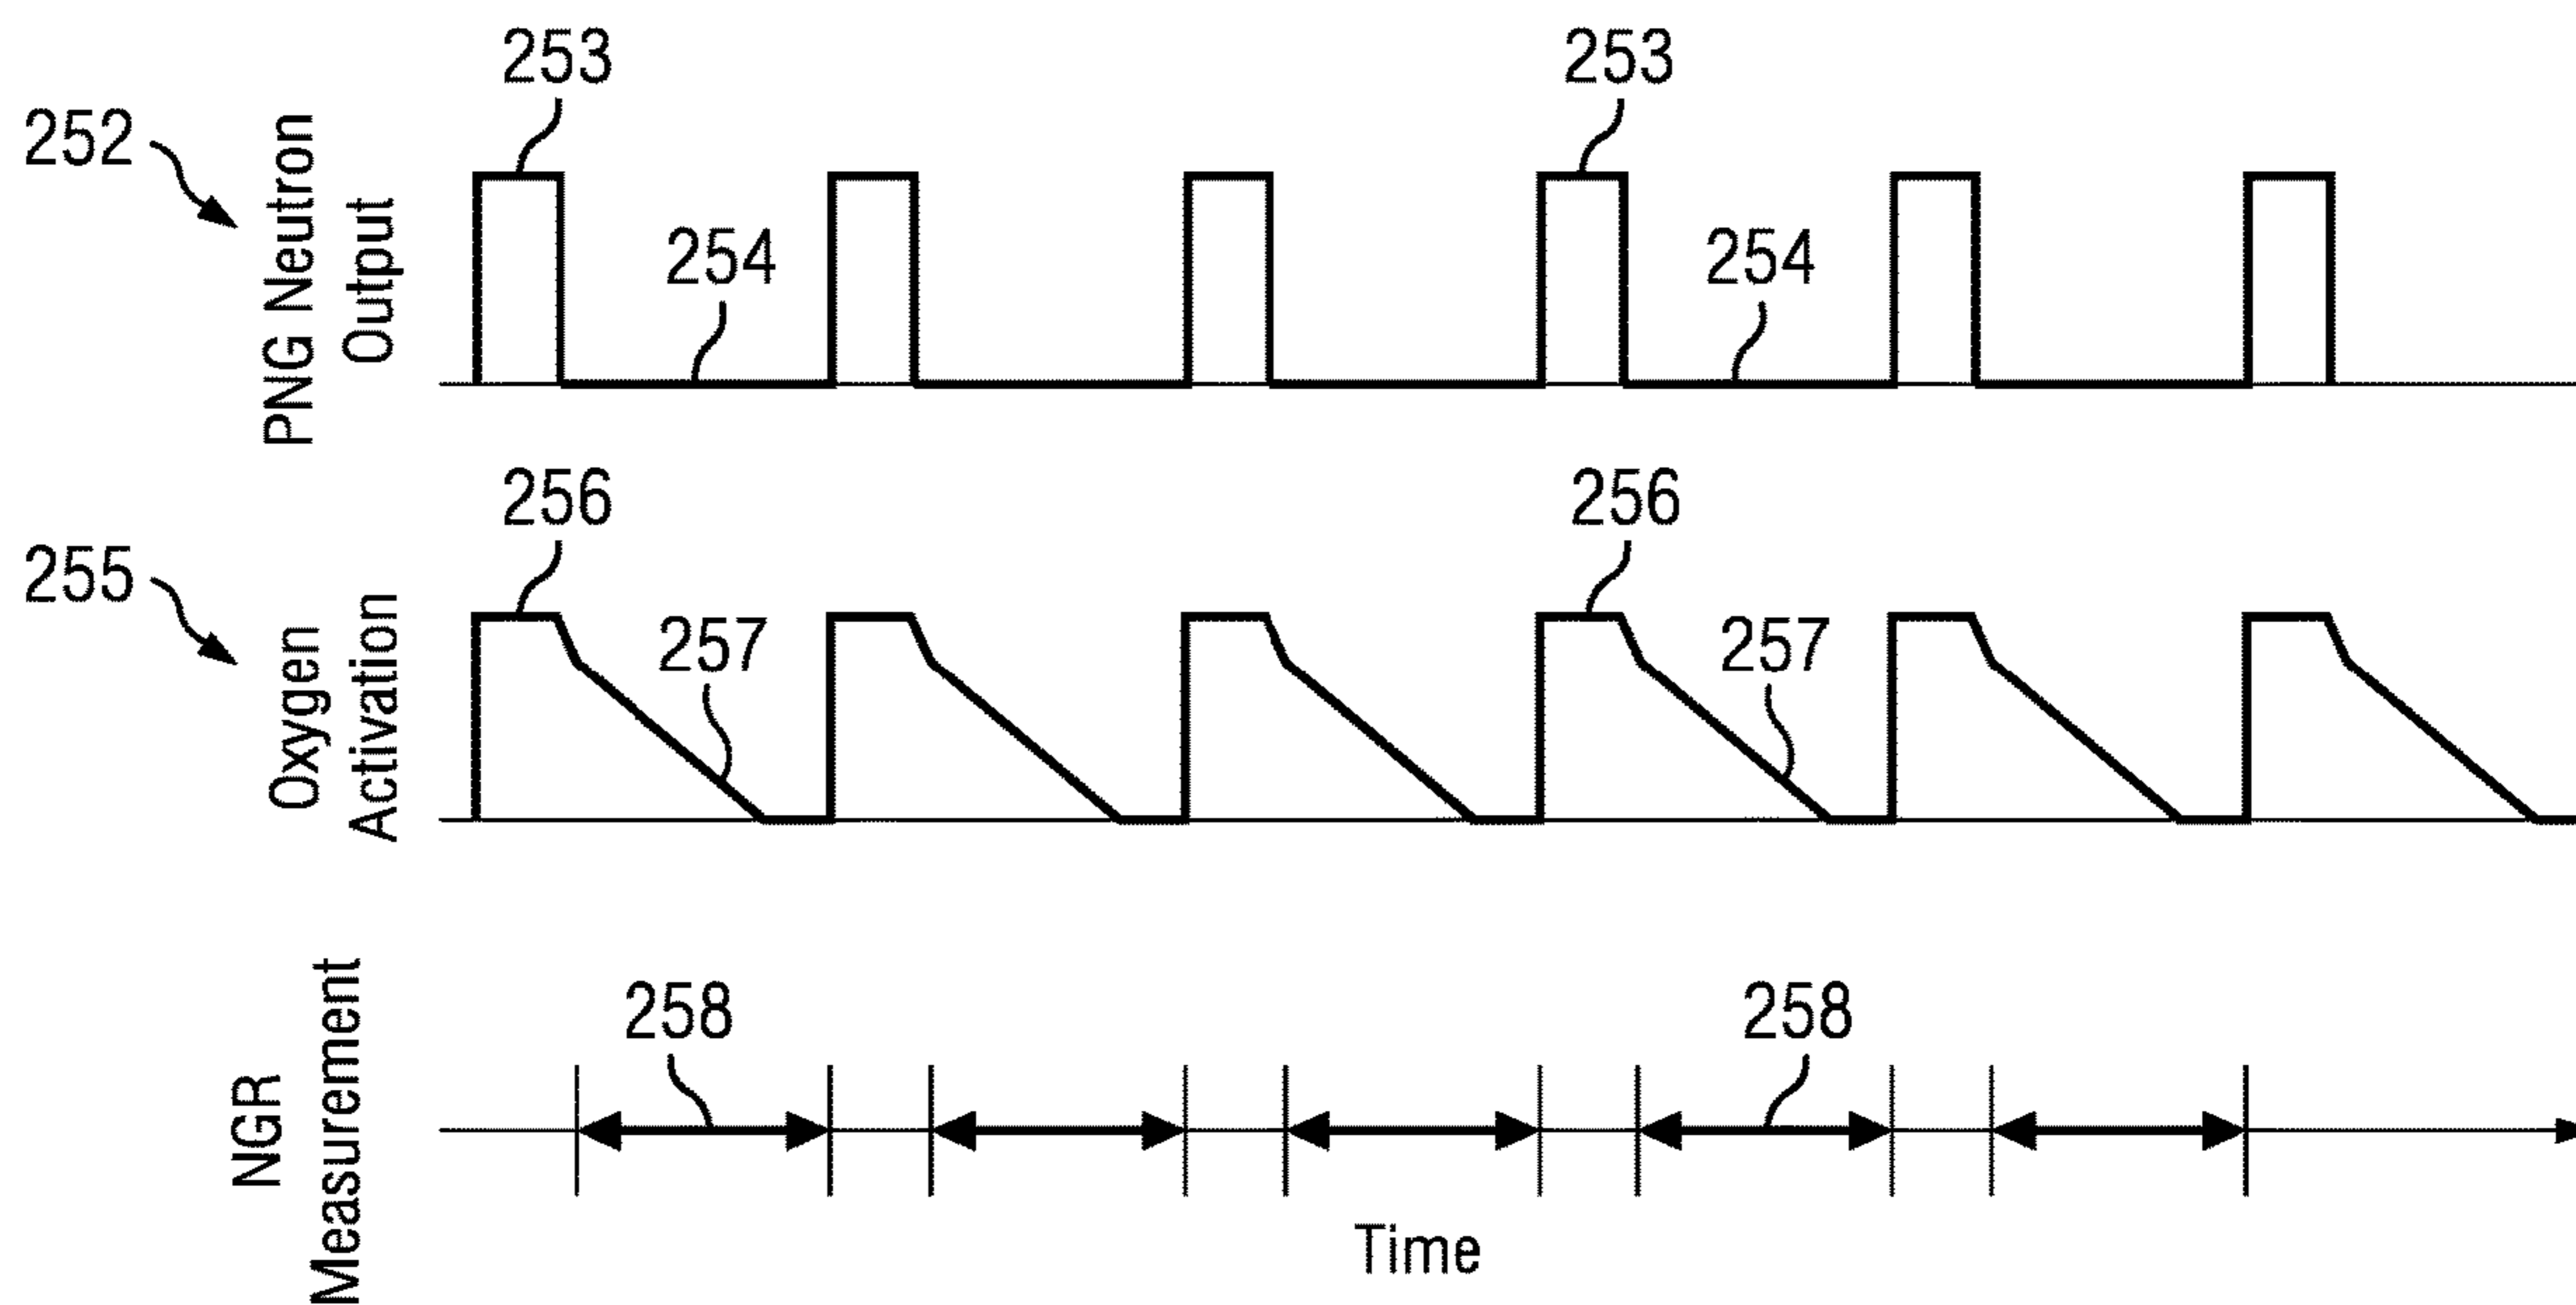 253
253
252
PNG Neutron
Output
254
254
256
256
255
Oxygen
Activation
257
257
NGR
Measurement
258
258
Time